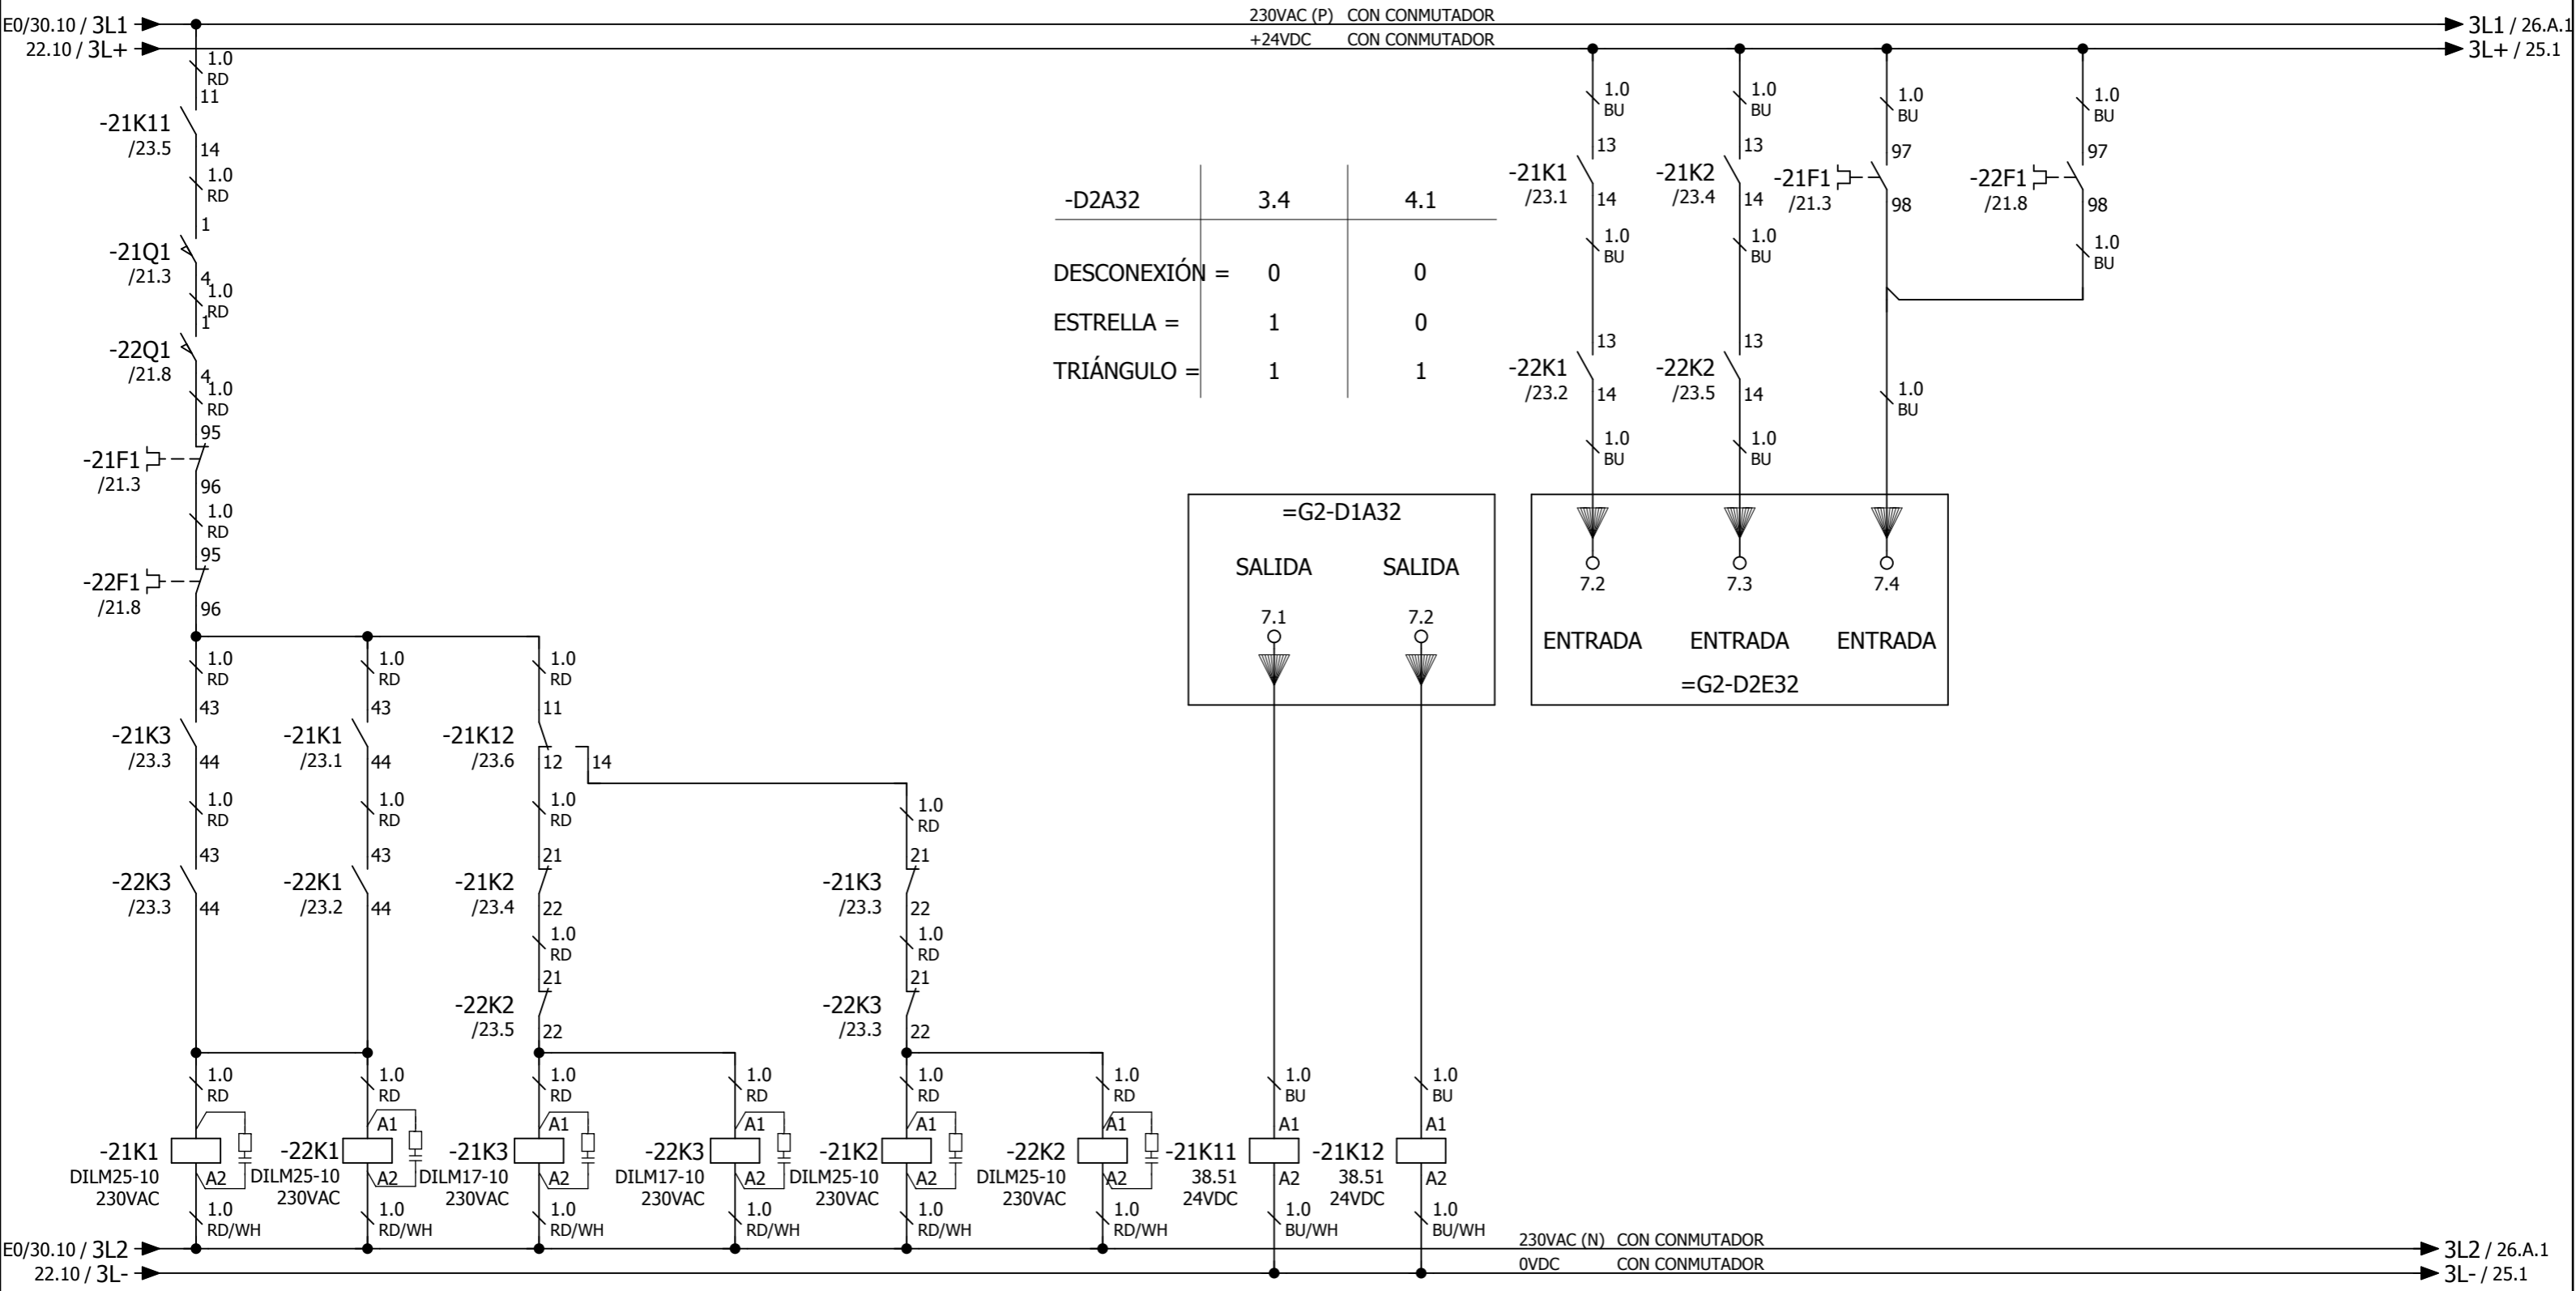 E0/30.10 / 3L1
230VAC (P) CON CONMUTADOR
3L1 / 26.A.1
22.10 / 3L+
+24VDC CON CONMUTADOR
3L+ / 25.1
1.0
RD
11
-21K11
/23.5
14
1.0
RD
1
-21Q1
/21.3
4
1.0
RD
1
-22Q1
/21.8
4
1.0
RD
95
-21F1
/21.3
96
1.0
RD
95
-22F1
/21.8
96
-D2A32 3.4 4.1
DESCONEXIÓN = 0 0
ESTRELLA = 1 0
TRIÁNGULO = 1 1
1.0
BU
13
-21K1
/23.1
14
1.0
BU
13
-22K1
/23.2
14
1.0
BU
1.0
BU
13
-21K2
/23.4
14
1.0
BU
13
-22K2
/23.5
14
1.0
BU
1.0
BU
97
-21F1
/21.3
98
1.0
BU
1.0
BU
97
-22F1
/21.8
98
1.0
BU
=G2-D1A32
SALIDA SALIDA
7.1 7.2
7.2 7.3 7.4
ENTRADA ENTRADA ENTRADA
=G2-D2E32
1.0
RD
43
-21K3
/23.3
44
1.0
RD
43
-22K3
/23.3
44
1.0
RD
43
-21K1
/23.1
44
1.0
RD
43
-22K1
/23.2
44
1.0
RD
11
-21K12
/23.6
12 14
1.0
RD
21
-21K2
/23.4
22
1.0
RD
21
-22K2
/23.5
22
1.0
RD
21
-21K3
/23.3
22
1.0
RD
21
-22K3
/23.3
22
1.0
RD
-21K1
DILM25-10
230VAC
1.0
RD/WH
1.0
RD
A1
-22K1
DILM25-10
230VAC
A2
1.0
RD/WH
1.0
RD
A1
-21K3
DILM17-10
230VAC
A2
1.0
RD/WH
1.0
RD
A1
-22K3
DILM17-10
230VAC
A2
1.0
RD/WH
1.0
RD
A1
-21K2
DILM25-10
230VAC
A2
1.0
RD/WH
1.0
RD
A1
-22K2
DILM25-10
230VAC
A2
1.0
RD/WH
1.0
BU
A1
-21K11
38.51
24VDC
A2
1.0
BU/WH
1.0
BU
A1
-21K12
38.51
24VDC
A2
1.0
BU/WH
E0/30.10 / 3L2
230VAC (N) CON CONMUTADOR
3L2 / 26.A.1
22.10 / 3L-
0VDC CON CONMUTADOR
3L- / 25.1